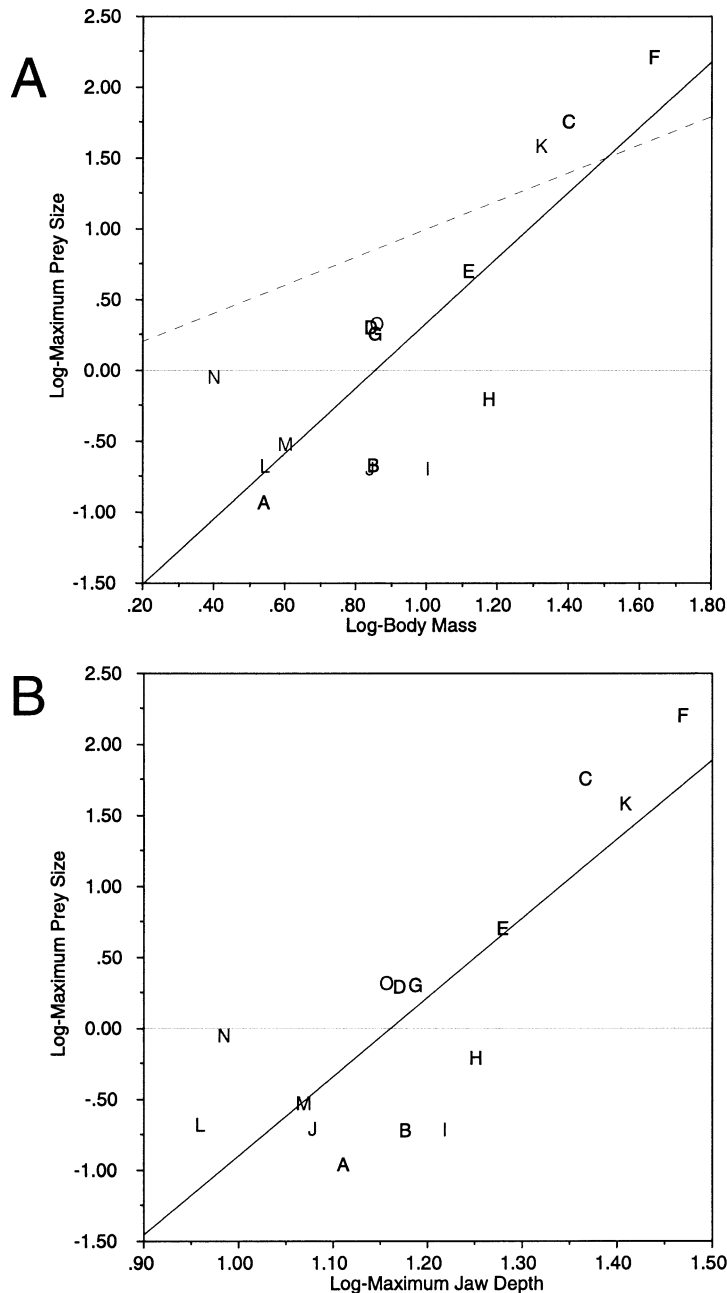 A
2.50
F
2.00
C
K
1.50
Log-Maximum Prey Size
1.00
E
.50
D O
G
0.00
N
H
-.50
M
L J B I
A
-1.00
-1.50
.20 .40 .60 .80 1.00 1.20 1.40 1.60 1.80
Log-Body Mass
B
2.50
F
2.00
C
K
1.50
Log-Maximum Prey Size
1.00
E
.50
O D G
0.00
N
H
-.50
M
L J B I
A
-1.00
-1.50
.90 1.00 1.10 1.20 1.30 1.40 1.50
Log-Maximum Jaw Depth